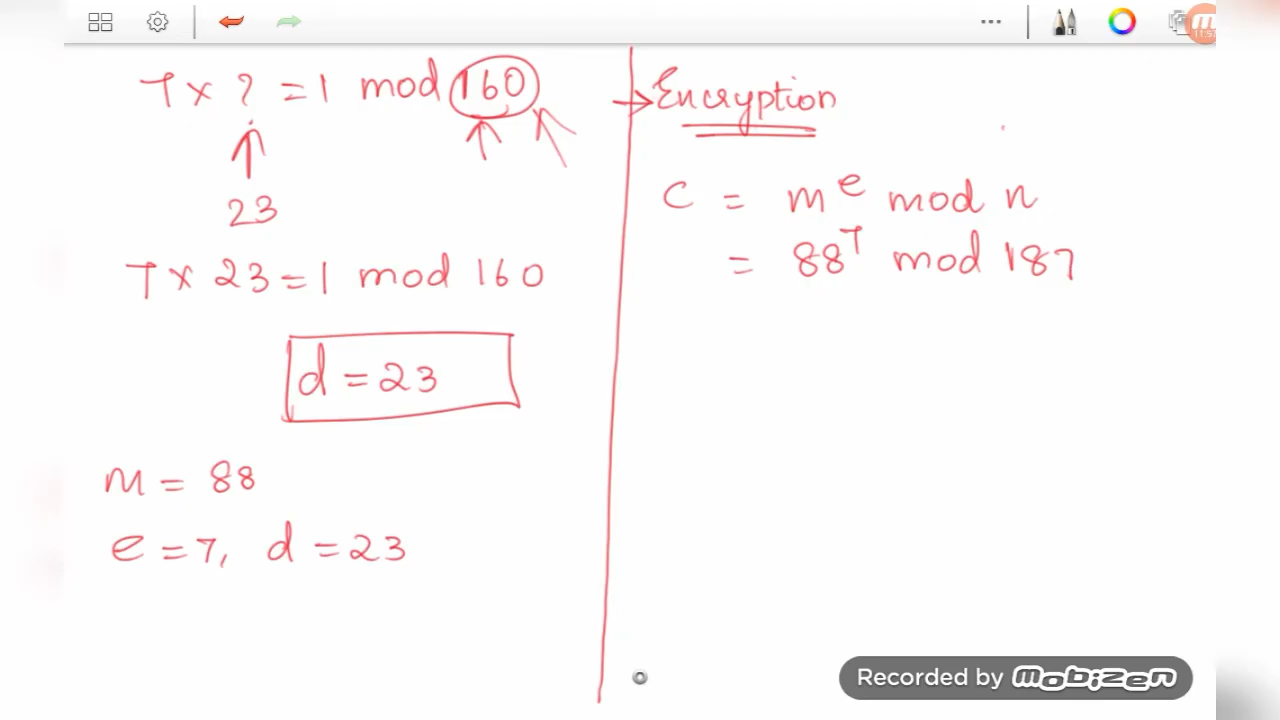 7 x ? = 1 mod 160
23
7 x 23 = 1 mod 160
d = 23
M = 88
e = 7, d = 23
Encryption
C = m^e mod n
= 88^7 mod 187
Recorded by mobizen